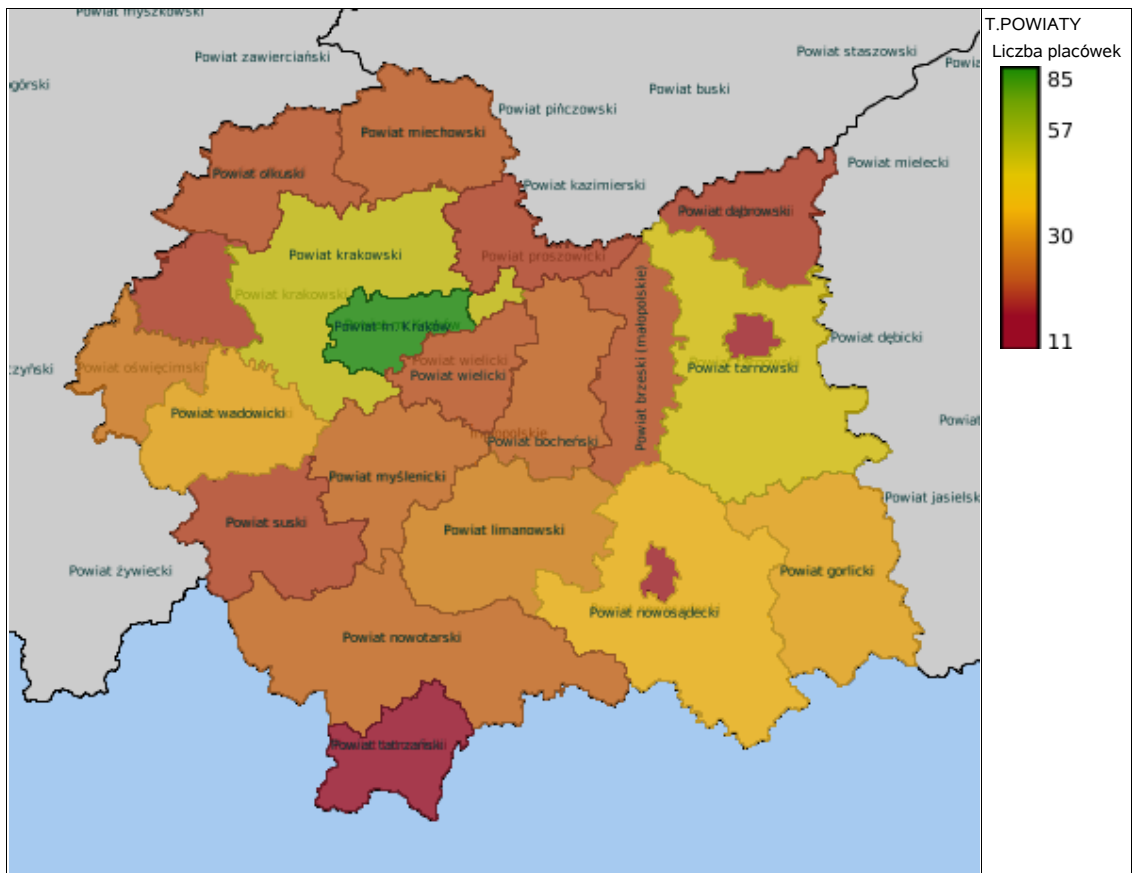 Powiat myszkowski
T.POWIATY
Powiat zawierciański
Powiat staszowski
Liczba placówek
85
górski
Powiat buski
Powiat pińczowski
57
Powiat miechowski
Powiat mielecki
Powiat olkuski
Powiat kazimierski
Powiat dąbrowski
30
Powiat krakowski
Powiat proszowicki
Powiat krakowski
Powiat m. Kraków
Powiat dębicki
11
Powiat wielicki
Powiat oświęcimski
Powiat tarnowski
czyński
Powiat wielicki
Powiat brzeski (małopolskie)
Powiat wadowicki
Powiat
małopolskie
Powiat bocheński
Powiat myślenicki
Powiat jasielsk
Powiat suski
Powiat limanowski
Powiat żywiecki
Powiat gorlicki
Powiat nowosądecki
Powiat nowotarski
Powiat tatrzański